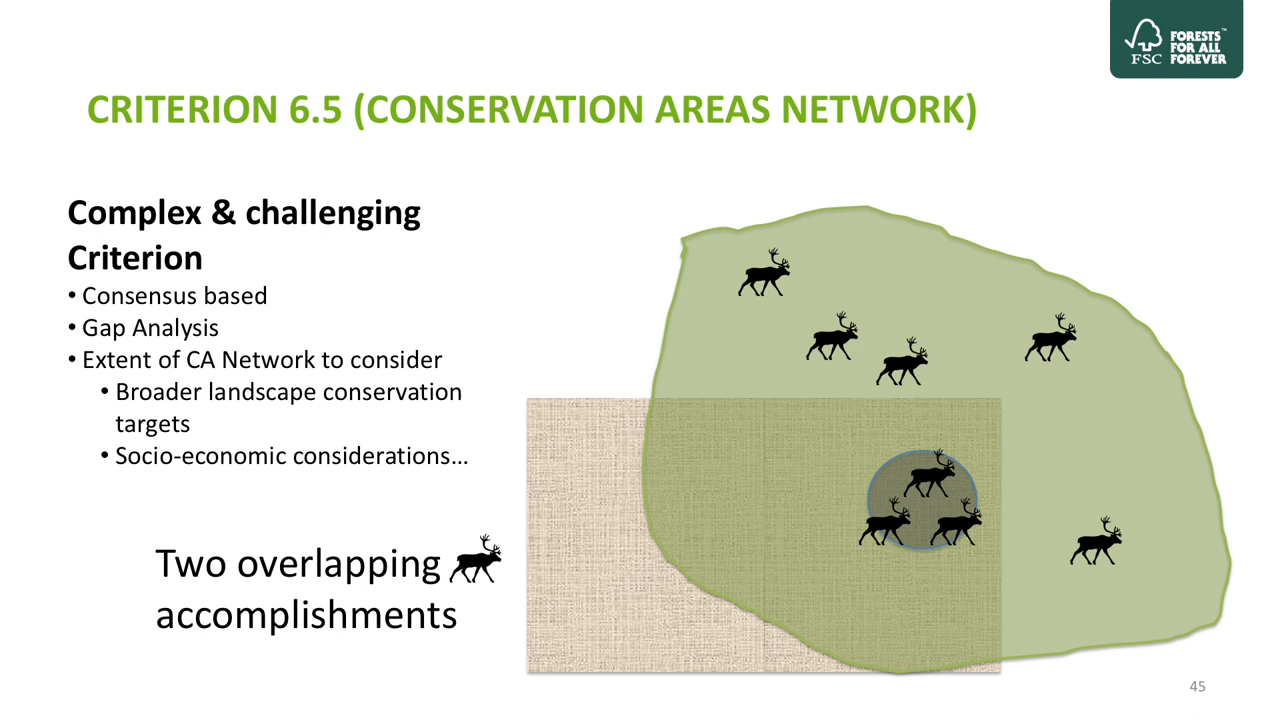 FORESTS™
FOR ALL
FOREVER
FSC
CRITERION 6.5 (CONSERVATION AREAS NETWORK)
Complex & challenging
Criterion
• Consensus based
• Gap Analysis
• Extent of CA Network to consider
• Broader landscape conservation
targets
• Socio-economic considerations…
Two overlapping
accomplishments
45